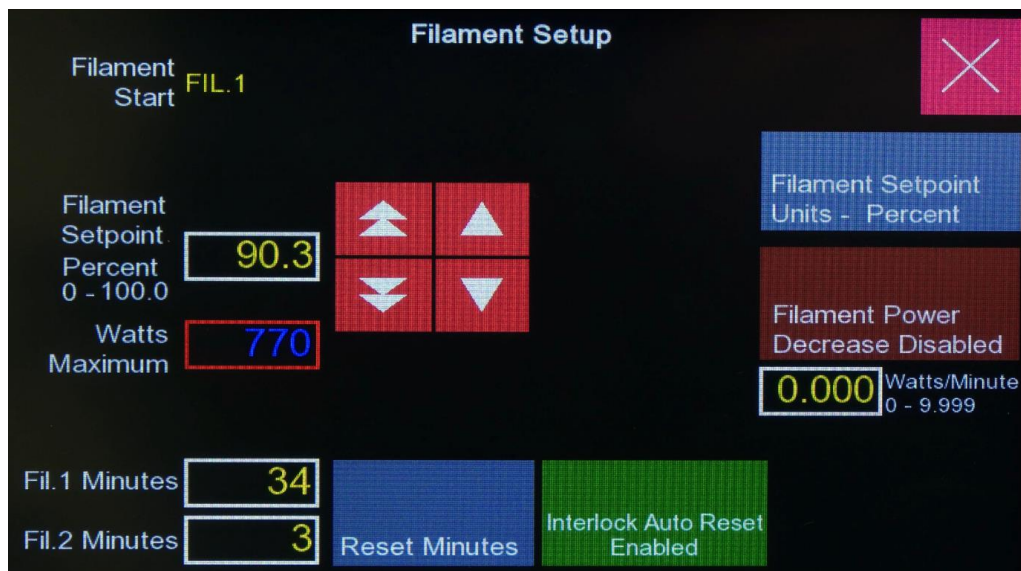 Filament Setup
Filament
Start
FIL.1
Filament
Setpoint
Percent
0 - 100.0
90.3
Watts
Maximum
770
Filament Setpoint
Units - Percent
Filament Power
Decrease Disabled
0.000
Watts/Minute
0 - 9.999
Fil.1 Minutes
34
Fil.2 Minutes
3
Reset Minutes
Interlock Auto Reset
Enabled